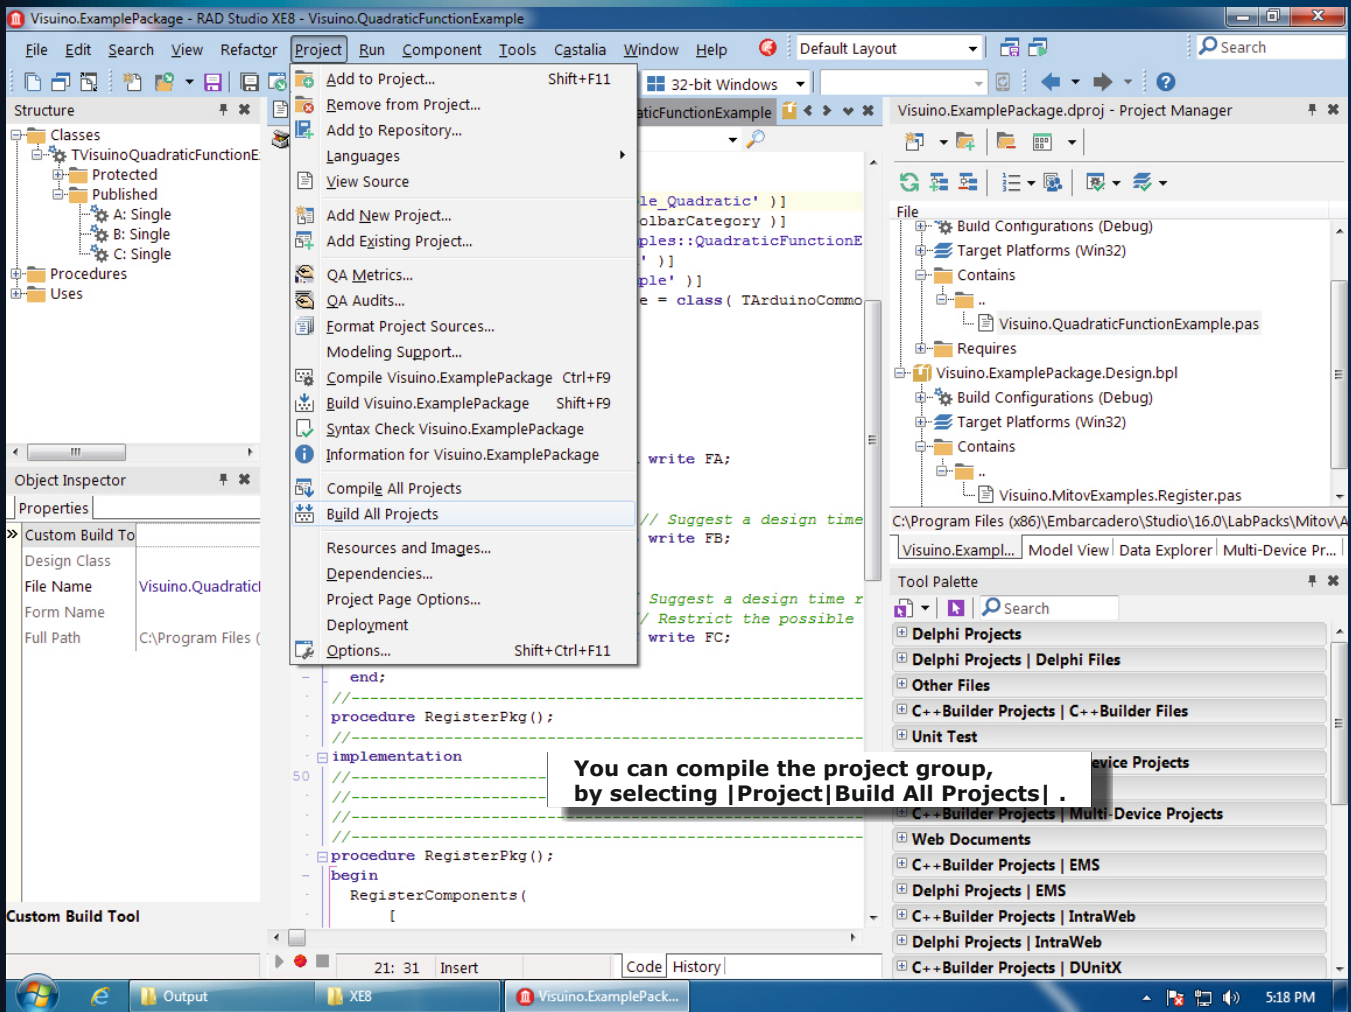 Visuino.ExamplePackage - RAD Studio XE8 - Visuino.QuadraticFunctionExample
File Edit Search View Refactor Project Run Component Tools Castalia Window Help Default Layout Search
32-bit Windows
Structure
Classes
TVisuinoQuadraticFunctionE
Protected
Published
A: Single
B: Single
C: Single
Procedures
Uses
Object Inspector
Properties
Custom Build To
Design Class
File Name Visuino.Quadratic
Form Name
Full Path C:\Program Files (
Custom Build Tool
Add to Project... Shift+F11
Remove from Project...
Add to Repository...
Languages
View Source
Add New Project...
Add Existing Project...
QA Metrics...
QA Audits...
Format Project Sources...
Modeling Support...
Compile Visuino.ExamplePackage Ctrl+F9
Build Visuino.ExamplePackage Shift+F9
Syntax Check Visuino.ExamplePackage
Information for Visuino.ExamplePackage
Compile All Projects
Build All Projects
Resources and Images...
Dependencies...
Project Page Options...
Deployment
Options... Shift+Ctrl+F11
aticFunctionExample
le_Quadratic' )]
olbarCategory )]
ples::QuadraticFunctionE
' )]
ple' )]
e = class( TArduinoCommo
write FA;
// Suggest a design time
write FB;
Suggest a design time r
/ Restrict the possible
write FC;
end;
//------------------------------------------------------
procedure RegisterPkg();
//------------------------------------------------------
implementation
50 //------------------------------------------------------
//------------------------------------------------------
//------------------------------------------------------
//------------------------------------------------------
procedure RegisterPkg();
begin
RegisterComponents(
[
You can compile the project group,
by selecting |Project|Build All Projects| .
21: 31 Insert
Code History
Visuino.ExamplePackage.dproj - Project Manager
File
Build Configurations (Debug)
Target Platforms (Win32)
Contains
..
Visuino.QuadraticFunctionExample.pas
Requires
Visuino.ExamplePackage.Design.bpl
Build Configurations (Debug)
Target Platforms (Win32)
Contains
..
Visuino.MitovExamples.Register.pas
C:\Program Files (x86)\Embarcadero\Studio\16.0\LabPacks\Mitov\A
Visuino.Exampl... Model View Data Explorer Multi-Device Pr...
Tool Palette
Search
Delphi Projects
Delphi Projects | Delphi Files
Other Files
C++Builder Projects | C++Builder Files
Unit Test
evice Projects
C++Builder Projects | Multi-Device Projects
Web Documents
C++Builder Projects | EMS
Delphi Projects | EMS
C++Builder Projects | IntraWeb
Delphi Projects | IntraWeb
C++Builder Projects | DUnitX
Output XE8 Visuino.ExamplePack... 5:18 PM